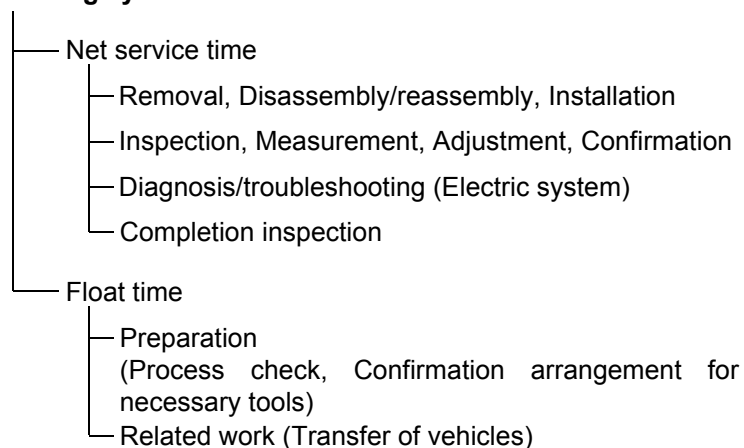 Net service time
Removal, Disassembly/reassembly, Installation
Inspection, Measurement, Adjustment, Confirmation
Diagnosis/troubleshooting (Electric system)
Completion inspection
Float time
Preparation
(Process check, Confirmation arrangement for
necessary tools)
Related work (Transfer of vehicles)